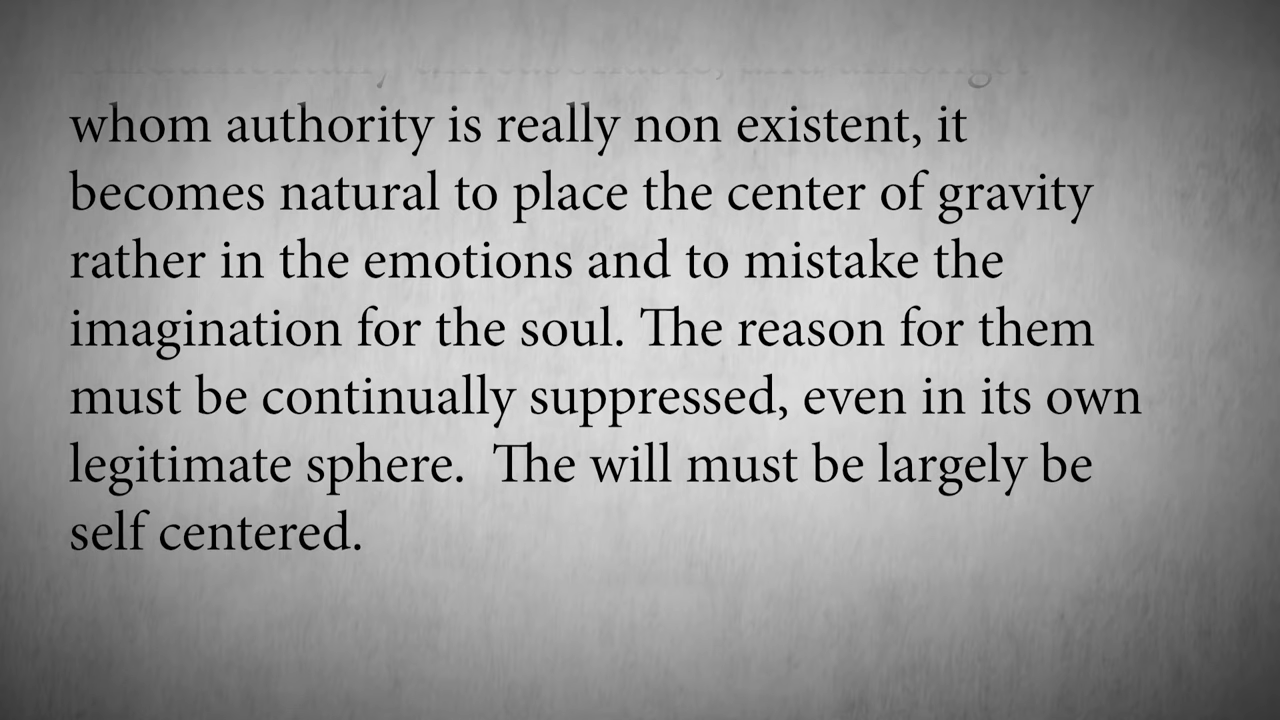 whom authority is really non existent, it
becomes natural to place the center of gravity
rather in the emotions and to mistake the
imagination for the soul. The reason for them
must be continually suppressed, even in its own
legitimate sphere.  The will must be largely be
self centered.